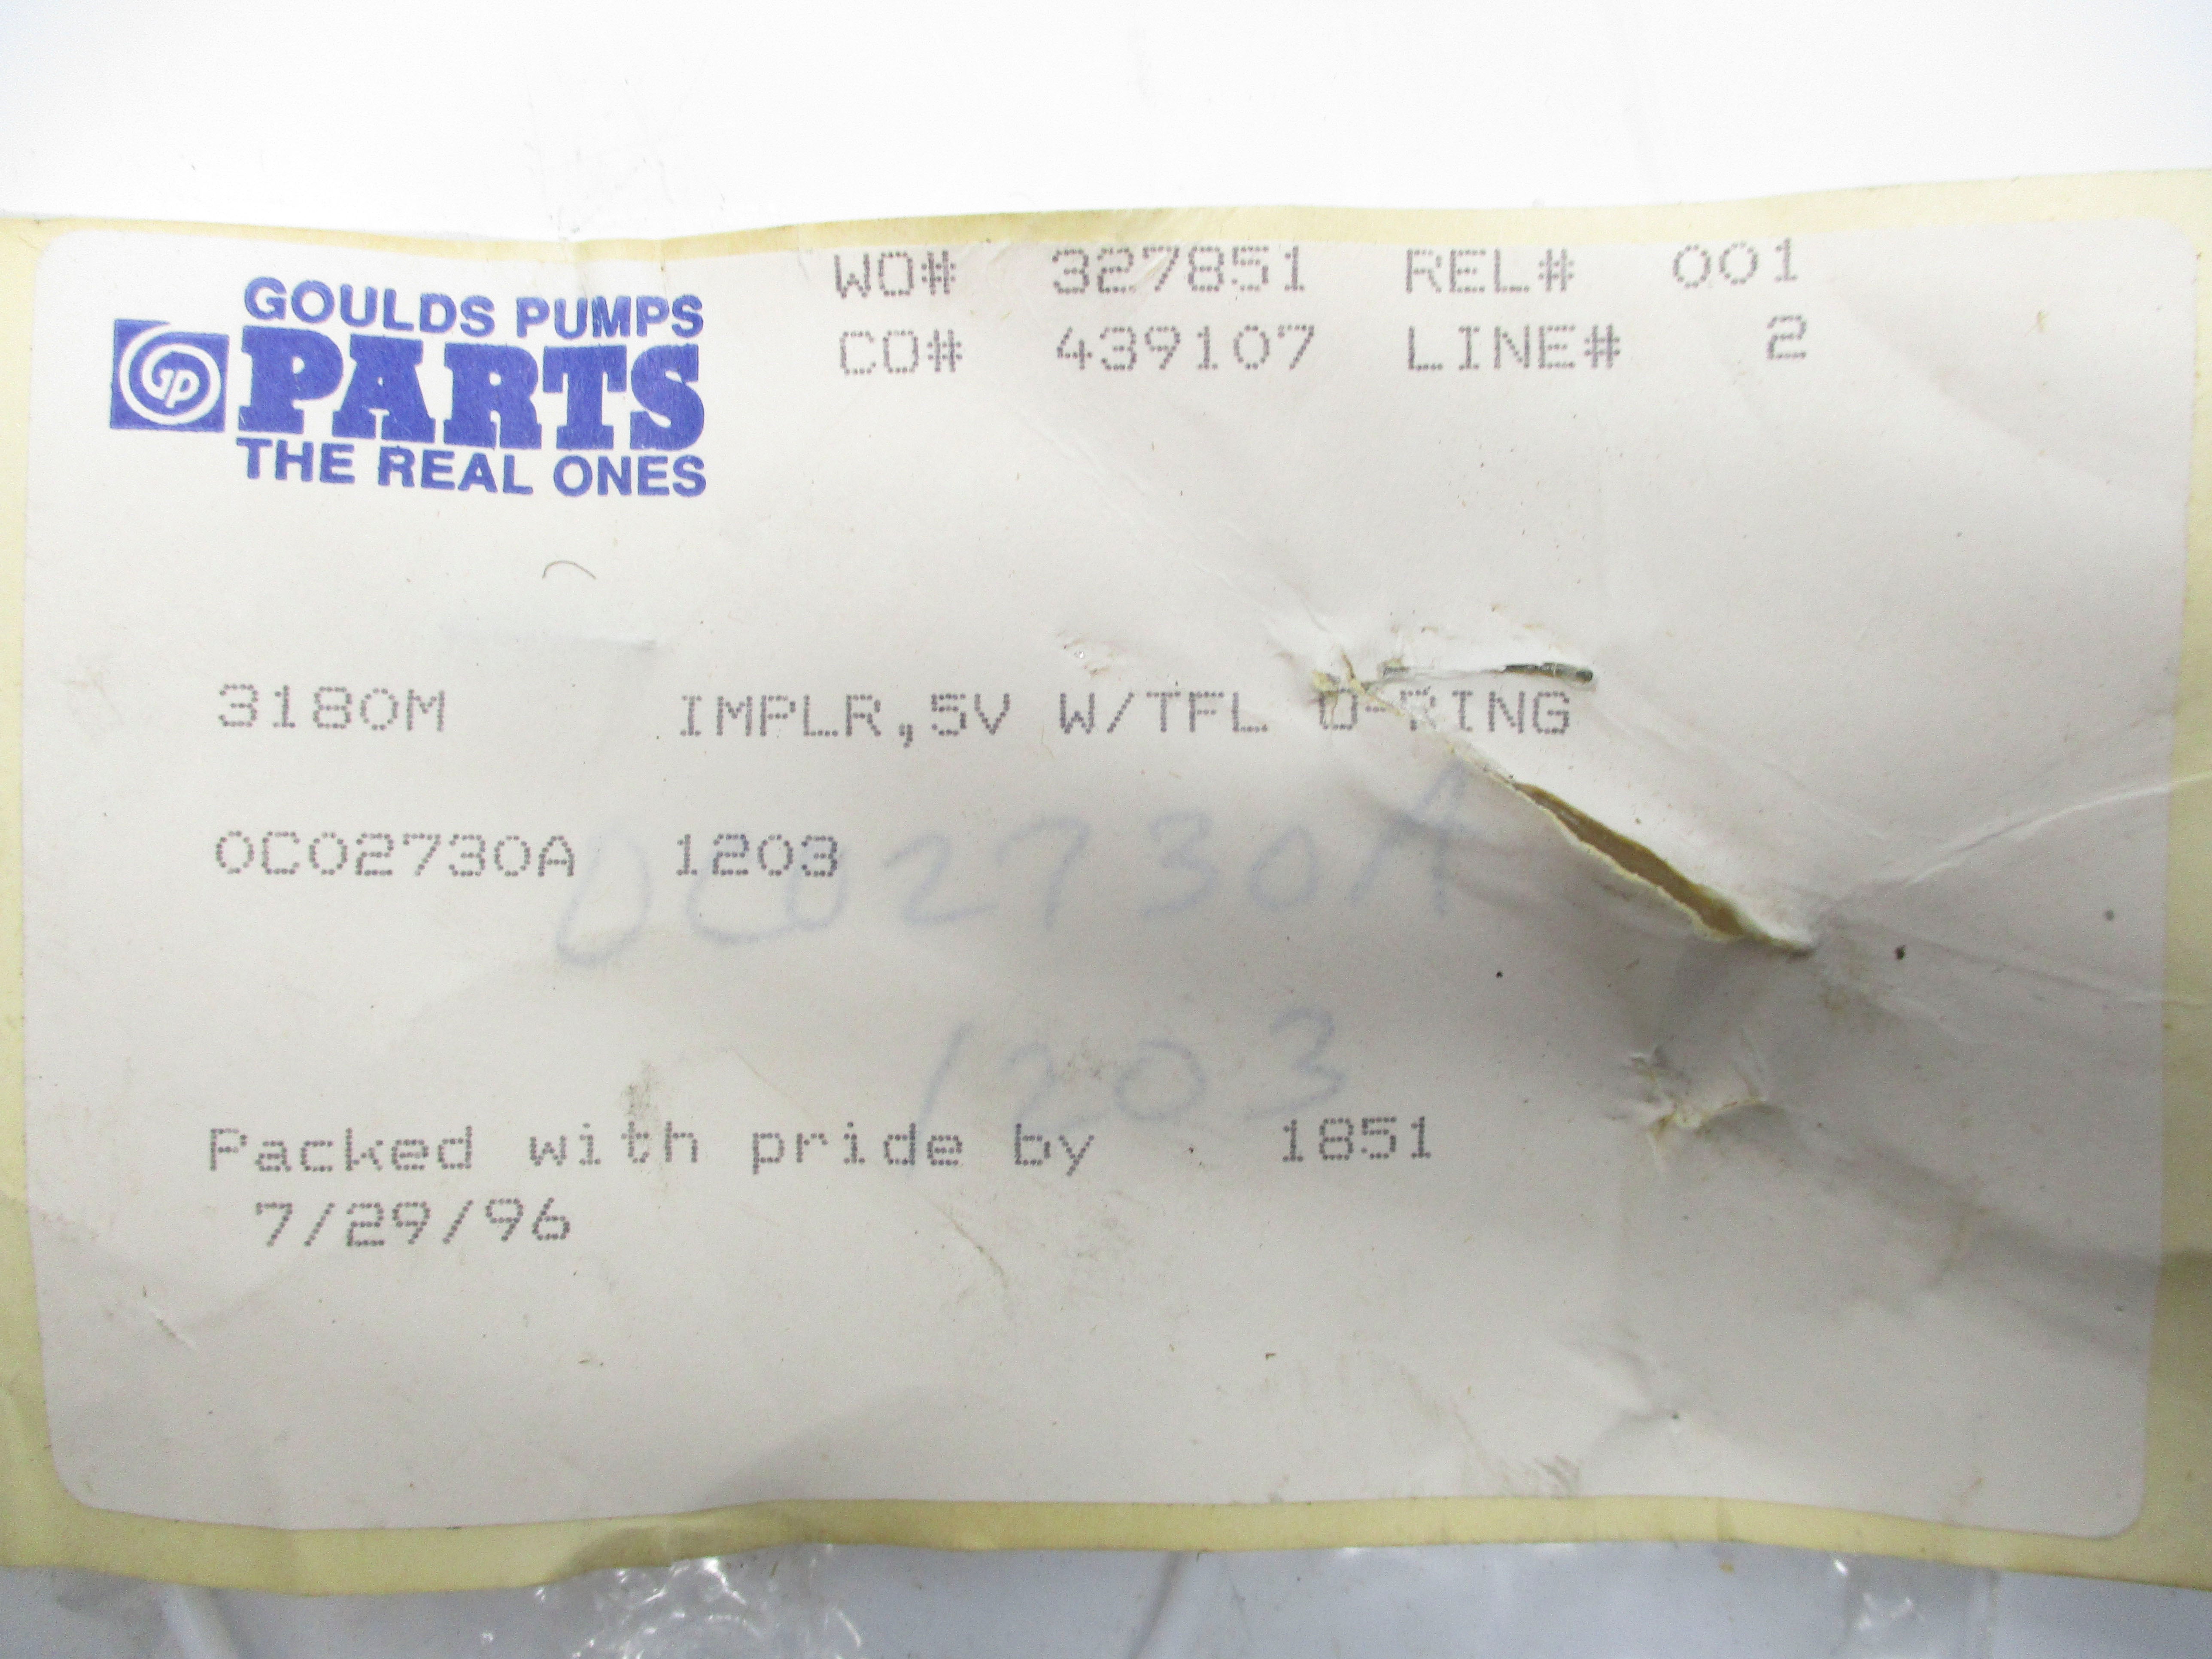 GOULDS PUMPS
GP PARTS
THE REAL ONES
WO# 327851 REL# 001
CO# 439107 LINE# 2
3180M IMPLR,5V W/TFL O-RING
0C02730A 1203
0C02730A
1203
Packed with pride by 1851
7/29/96